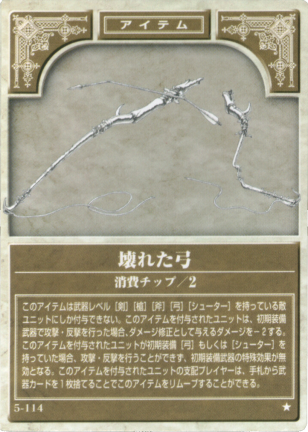 アイテム
壊れた弓
消費チップ／2
このアイテムは武器レベル［剣］［槍］［斧］［弓］［シューター］を持っている敵
ユニットにしか付与できない。このアイテムを付与されたユニットは、初期装備
武器で攻撃・反撃を行った場合、ダメージ修正として与えるダメージを－2する。
このアイテムを付与されたユニットが初期装備［弓］もしくは［シューター］を
持っていた場合、攻撃・反撃を行うことができず、初期装備武器の特殊効果が無
効となる。このアイテムを付与されたユニットの支配プレイヤーは、手札から武
器カードを1枚捨てることでこのアイテムをリムーブすることができる。
5-114
★